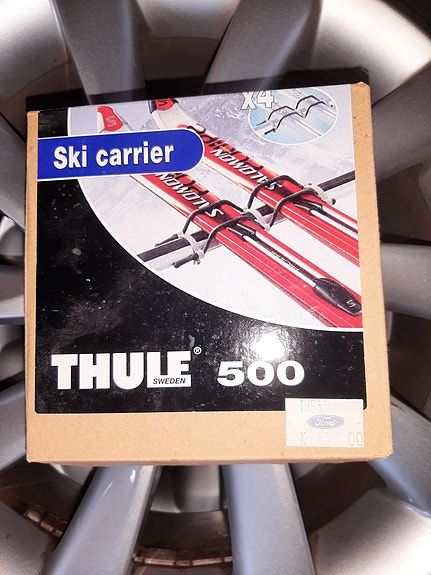 x4
Ski carrier
SALOMON
SALOMON
THULE®
SWEDEN
500
Ford